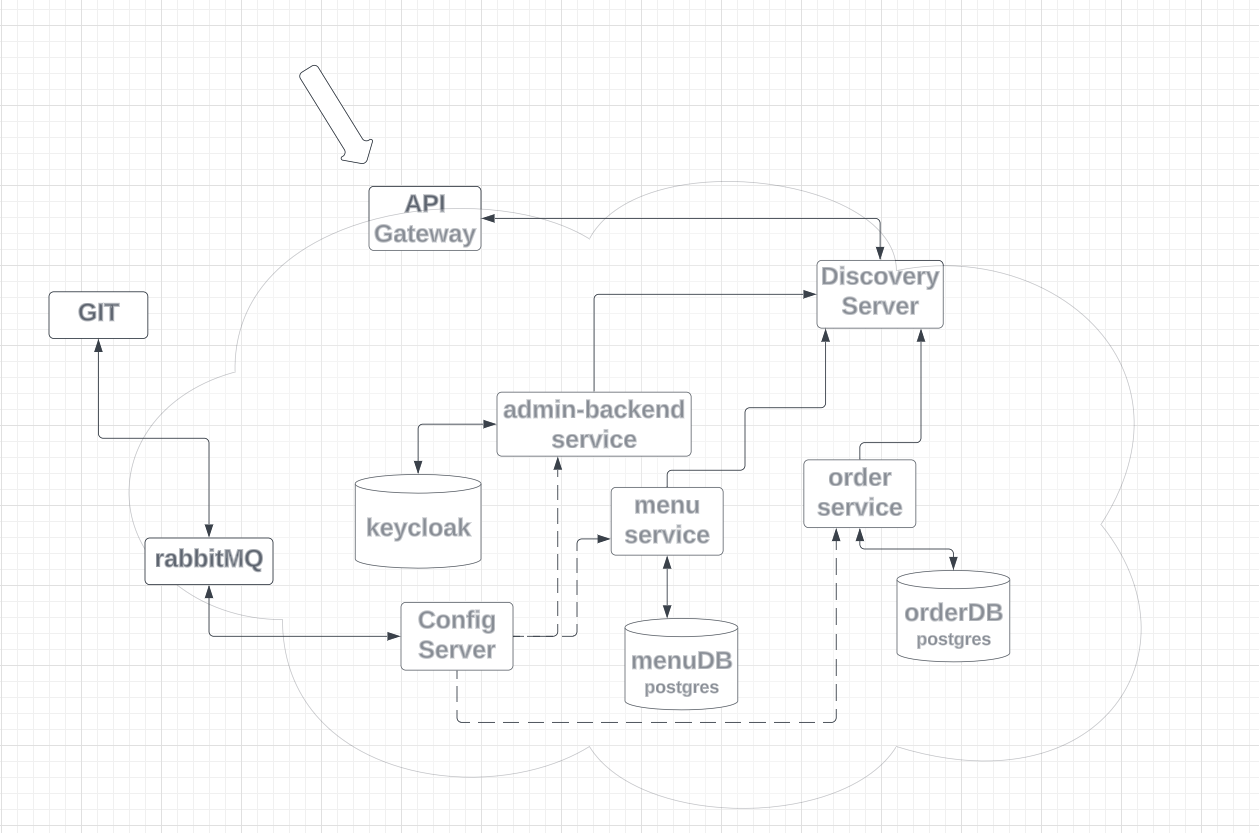 API
Gateway
Discovery
Server
GIT
admin-backend
service
order
service
menu
service
keycloak
rabbitMQ
Config
Server
orderDB
postgres
menuDB
postgres